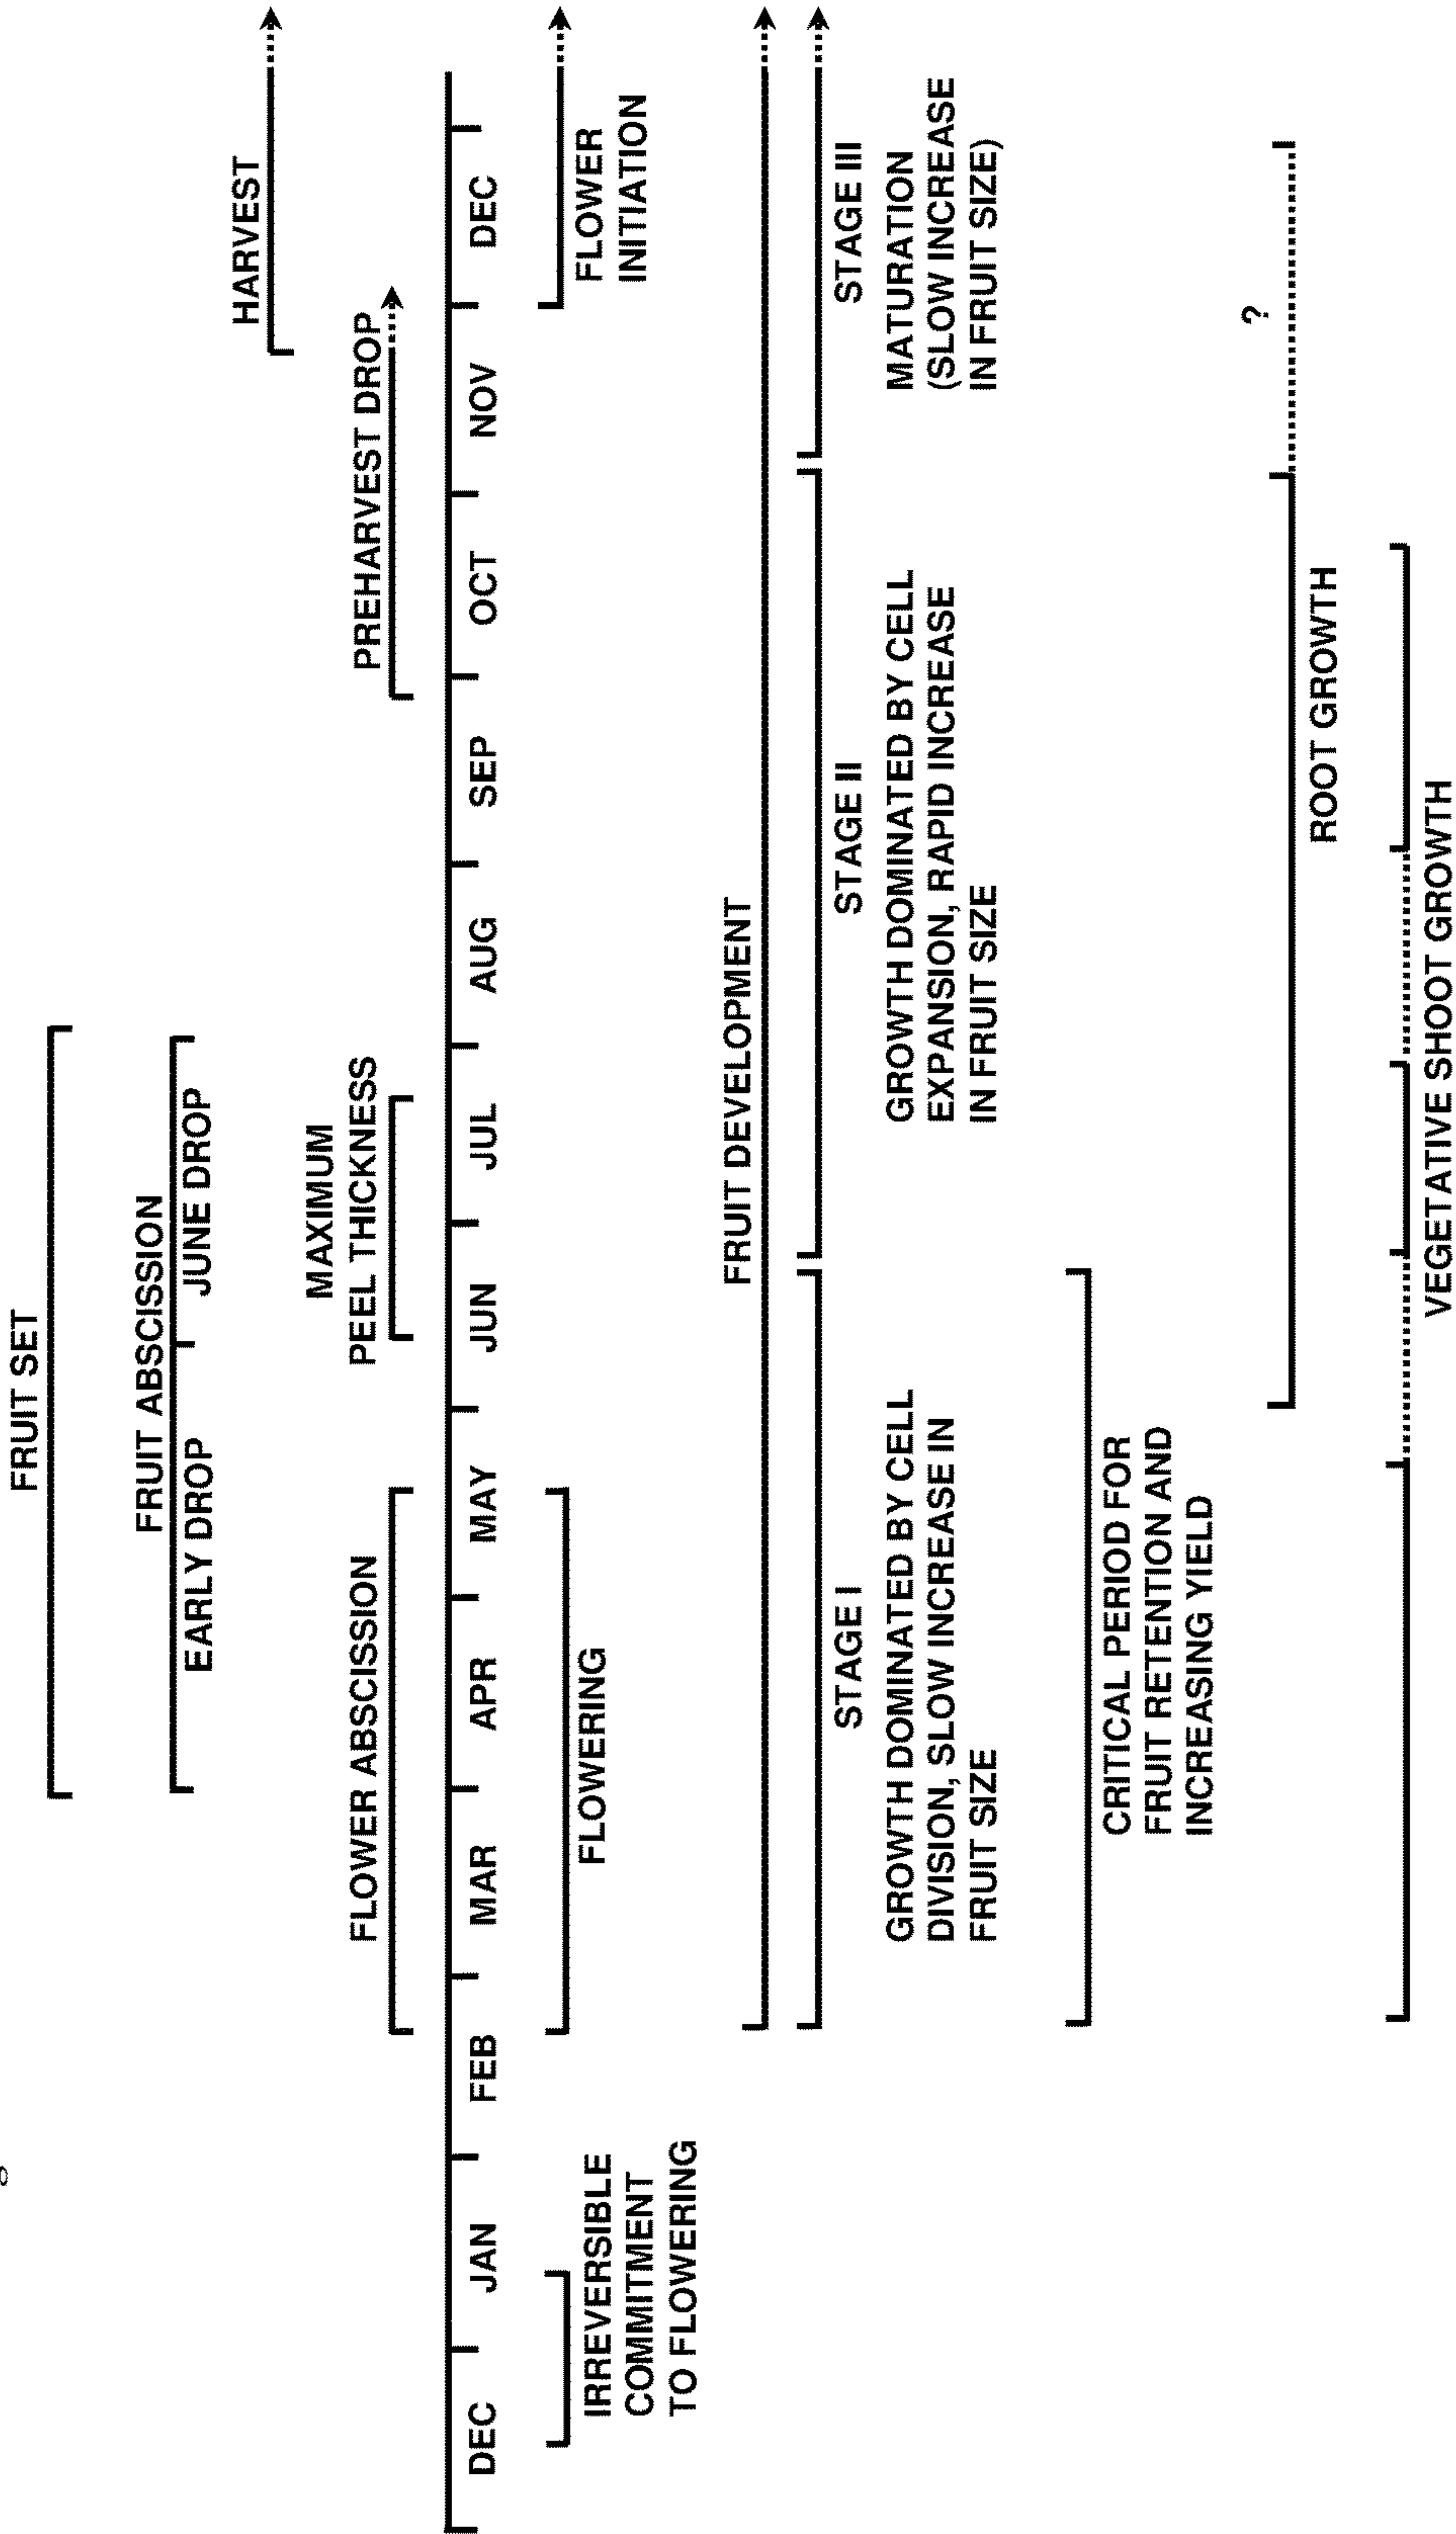 FRUIT SET
FRUIT ABSCISSION
EARLY DROP
JUNE DROP
HARVEST
MAXIMUM
PEEL THICKNESS
FLOWER ABSCISSION
PREHARVEST DROP
DEC
JAN
FEB
MAR
APR
MAY
JUN
JUL
AUG
SEP
OCT
NOV
DEC
IRREVERSIBLE
COMMITMENT
TO FLOWERING
FLOWERING
FLOWER
INITIATION
FRUIT DEVELOPMENT
STAGE I
GROWTH DOMINATED BY CELL
DIVISION, SLOW INCREASE IN
FRUIT SIZE
STAGE II
GROWTH DOMINATED BY CELL
EXPANSION, RAPID INCREASE
IN FRUIT SIZE
STAGE III
MATURATION
(SLOW INCREASE
IN FRUIT SIZE)
CRITICAL PERIOD FOR
FRUIT RETENTION AND
INCREASING YIELD
?
ROOT GROWTH
VEGETATIVE SHOOT GROWTH